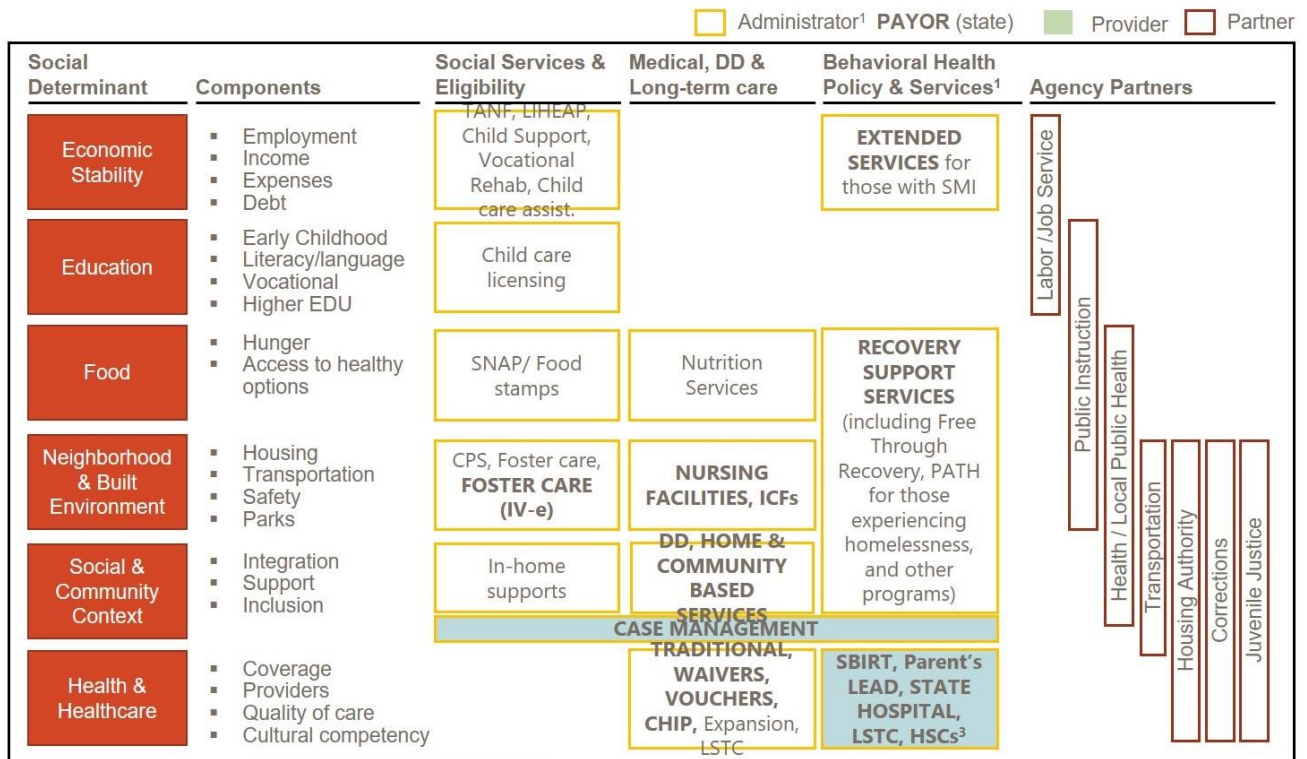 Administrator¹ PAYOR (state)
Provider
Partner
Social
Determinant
Components
Social Services &
Eligibility
Medical, DD &
Long-term care
Behavioral Health
Policy & Services¹
Agency Partners
Economic
Stability
▪ Employment
▪ Income
▪ Expenses
▪ Debt
TANF, LIHEAP,
Child Support,
Vocational
Rehab, Child
care assist.
EXTENDED
SERVICES for
those with SMI
Education
▪ Early Childhood
▪ Literacy/language
▪ Vocational
▪ Higher EDU
Child care
licensing
Food
▪ Hunger
▪ Access to healthy
options
SNAP/ Food
stamps
Nutrition
Services
RECOVERY
SUPPORT
SERVICES
(including Free
Through
Recovery, PATH
for those
experiencing
homelessness,
and other
programs)
Neighborhood
& Built
Environment
▪ Housing
▪ Transportation
▪ Safety
▪ Parks
CPS, Foster care,
FOSTER CARE
(IV-e)
NURSING
FACILITIES, ICFs
Social &
Community
Context
▪ Integration
▪ Support
▪ Inclusion
In-home
supports
DD, HOME &
COMMUNITY
BASED
SERVICES
CASE MANAGEMENT
Health &
Healthcare
▪ Coverage
▪ Providers
▪ Quality of care
▪ Cultural competency
TRADITIONAL,
WAIVERS,
VOUCHERS,
CHIP, Expansion,
LSTC
SBIRT, Parent's
LEAD, STATE
HOSPITAL,
LSTC, HSCs³
Labor /Job Service
Public Instruction
Health / Local Public Health
Transportation
Housing Authority
Corrections
Juvenile Justice